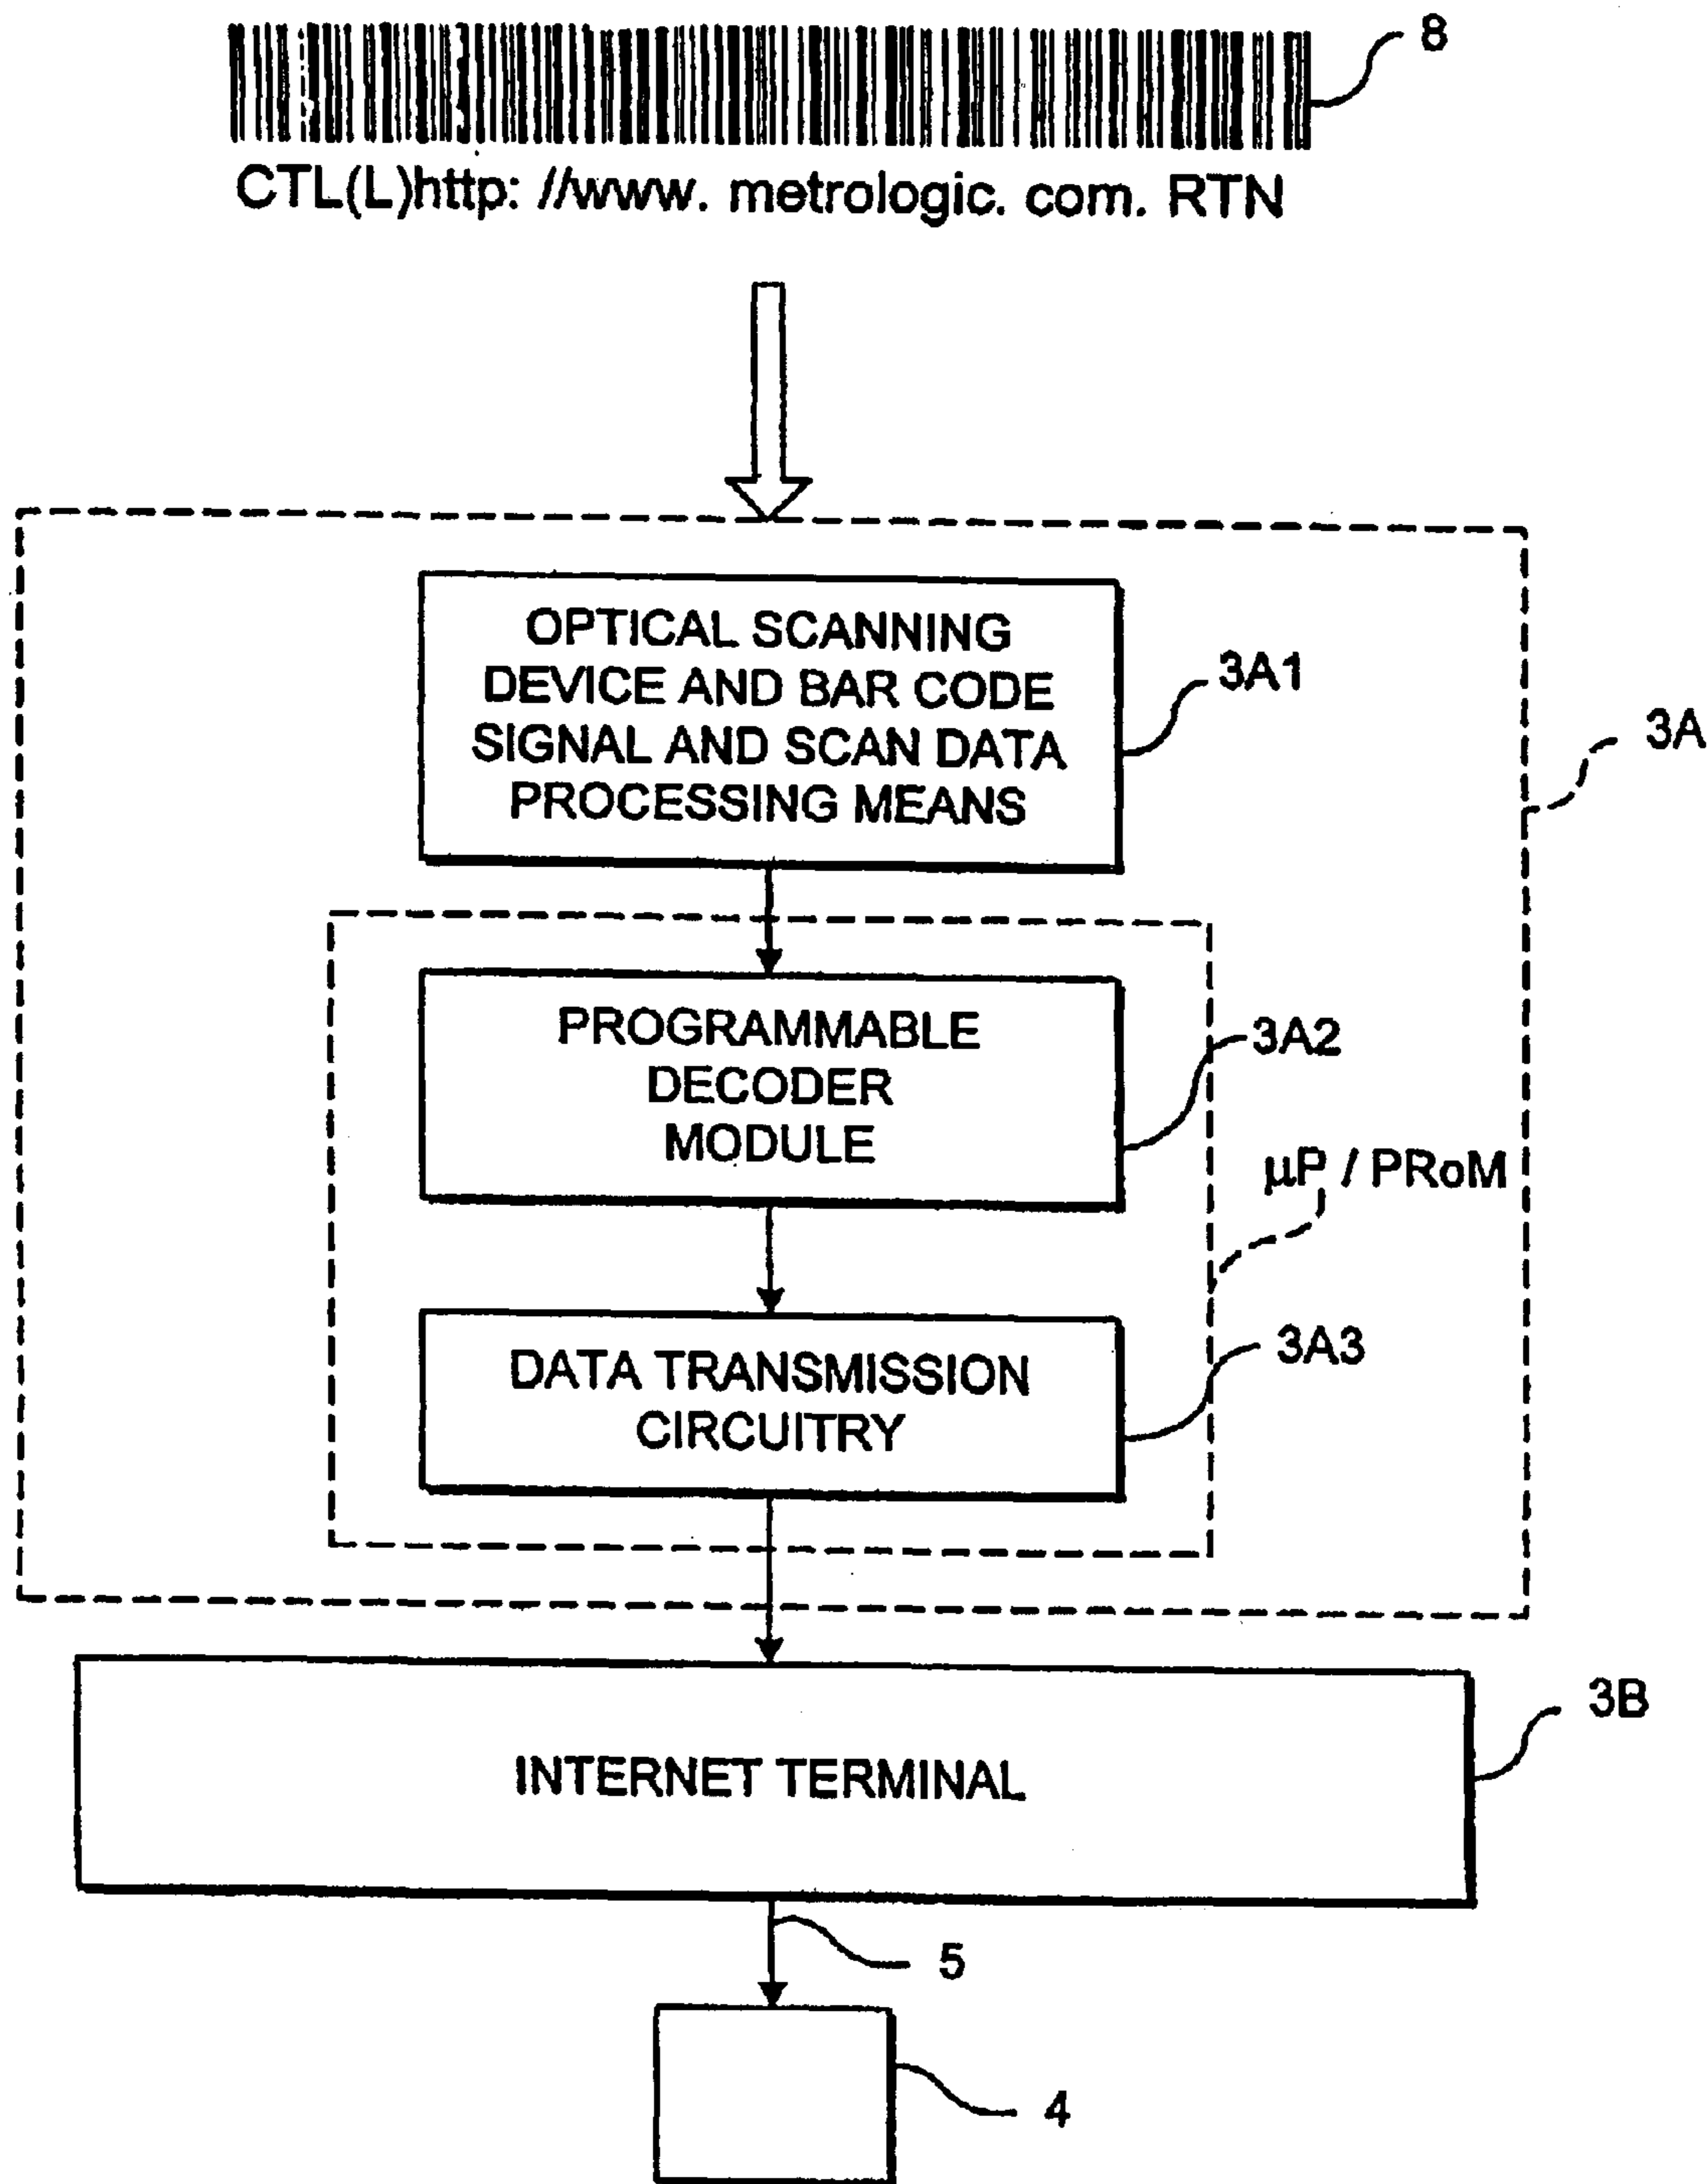 8
CTL(L)http: //www. metrologic. com. RTN
OPTICAL SCANNING
DEVICE AND BAR CODE
SIGNAL AND SCAN DATA
PROCESSING MEANS
3A1
3A
PROGRAMMABLE
DECODER
MODULE
3A2
µP / PRoM
DATA TRANSMISSION
CIRCUITRY
3A3
INTERNET TERMINAL
3B
5
4